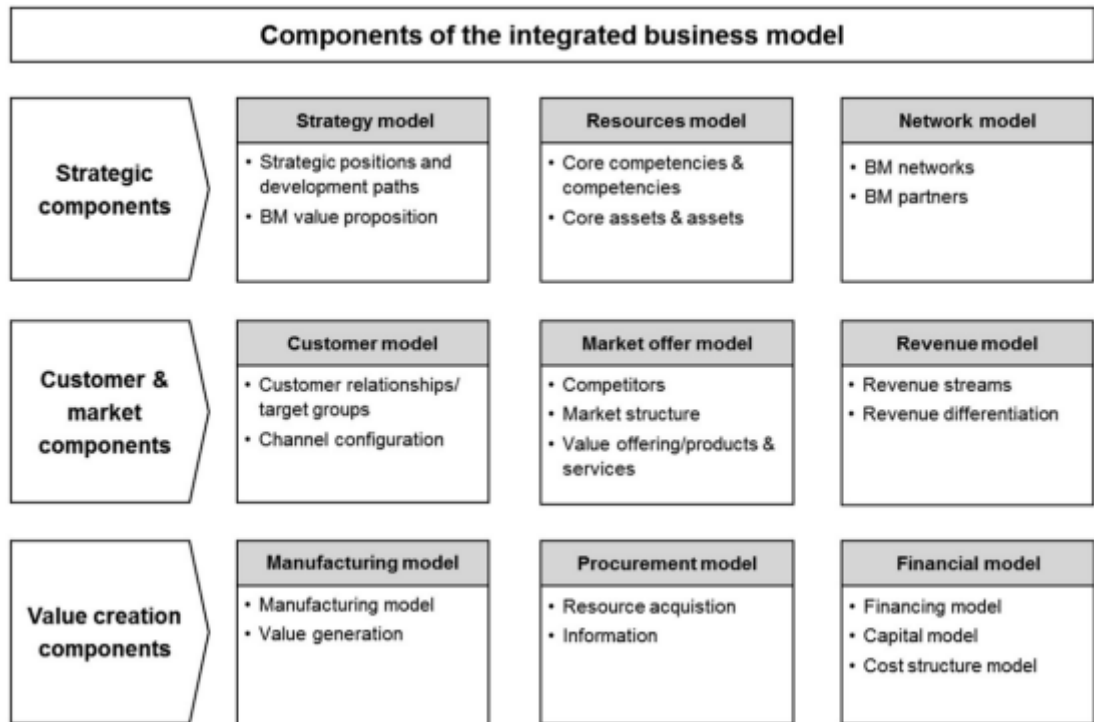 Components of the integrated business model
Strategic
components
Strategy model
• Strategic positions and
development paths
• BM value proposition
Resources model
• Core competencies &
competencies
• Core assets & assets
Network model
• BM networks
• BM partners
Customer &
market
components
Customer model
• Customer relationships/
target groups
• Channel configuration
Market offer model
• Competitors
• Market structure
• Value offering/products &
services
Revenue model
• Revenue streams
• Revenue differentiation
Value creation
components
Manufacturing model
• Manufacturing model
• Value generation
Procurement model
• Resource acquistion
• Information
Financial model
• Financing model
• Capital model
• Cost structure model